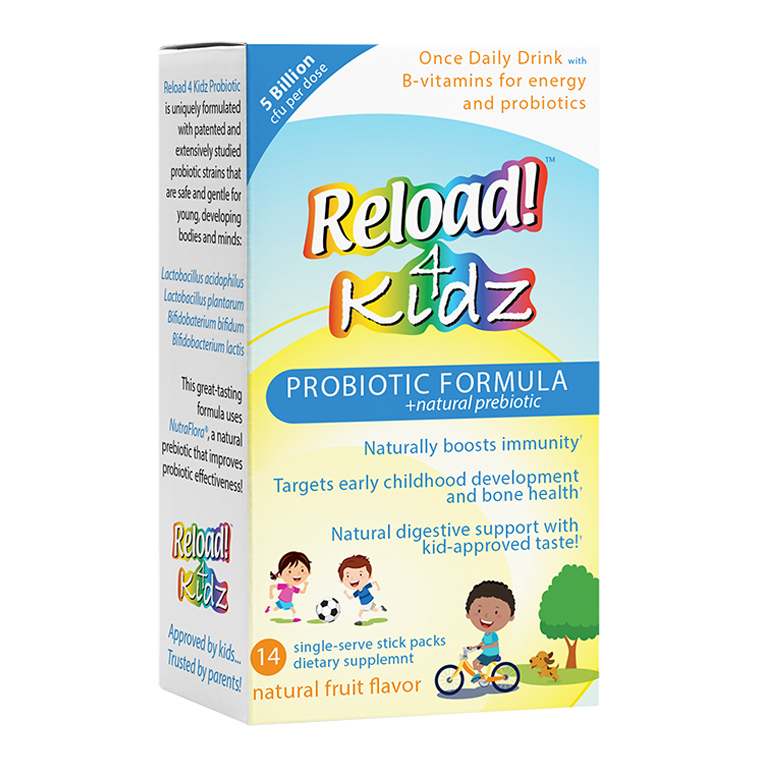 Reload 4 Kidz Probiotic
is uniquely formulated
with patented and
extensively studied
probiotic strains that
are safe and gentle for
young, developing
bodies and minds:
Lactobacillus acidophilus
Lactobacillus plantarum
Bifidobaterium bifidum
Bifidobacterium lactis
This great-tasting
formula uses
NutraFlora®, a natural
prebiotic that improves
probiotic effectiveness!
Reload!™
4
Kidz
Approved by kids...
Trusted by parents!
5 Billion
cfu per dose
Once Daily Drink with
B-vitamins for energy
and probiotics
Reload!™
4
Kidz
PROBIOTIC FORMULA
+natural prebiotic
Naturally boosts immunity†
Targets early childhood development
and bone health†
Natural digestive support with
kid-approved taste!†
14 single-serve stick packs
dietary supplemnt
natural fruit flavor